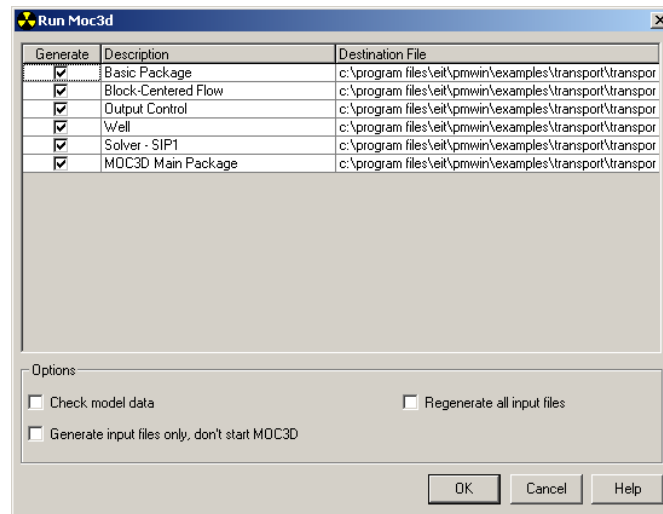 Run Moc3d
Generate Description Destination File
Basic Package c:\program files\eit\pmwin\examples\transport\transpor
Block-Centered Flow c:\program files\eit\pmwin\examples\transport\transpor
Output Control c:\program files\eit\pmwin\examples\transport\transpor
Well c:\program files\eit\pmwin\examples\transport\transpor
Solver - SIP1 c:\program files\eit\pmwin\examples\transport\transpor
MOC3D Main Package c:\program files\eit\pmwin\examples\transport\transpor
Options
Check model data Regenerate all input files
Generate input files only, don't start MOC3D
OK Cancel Help